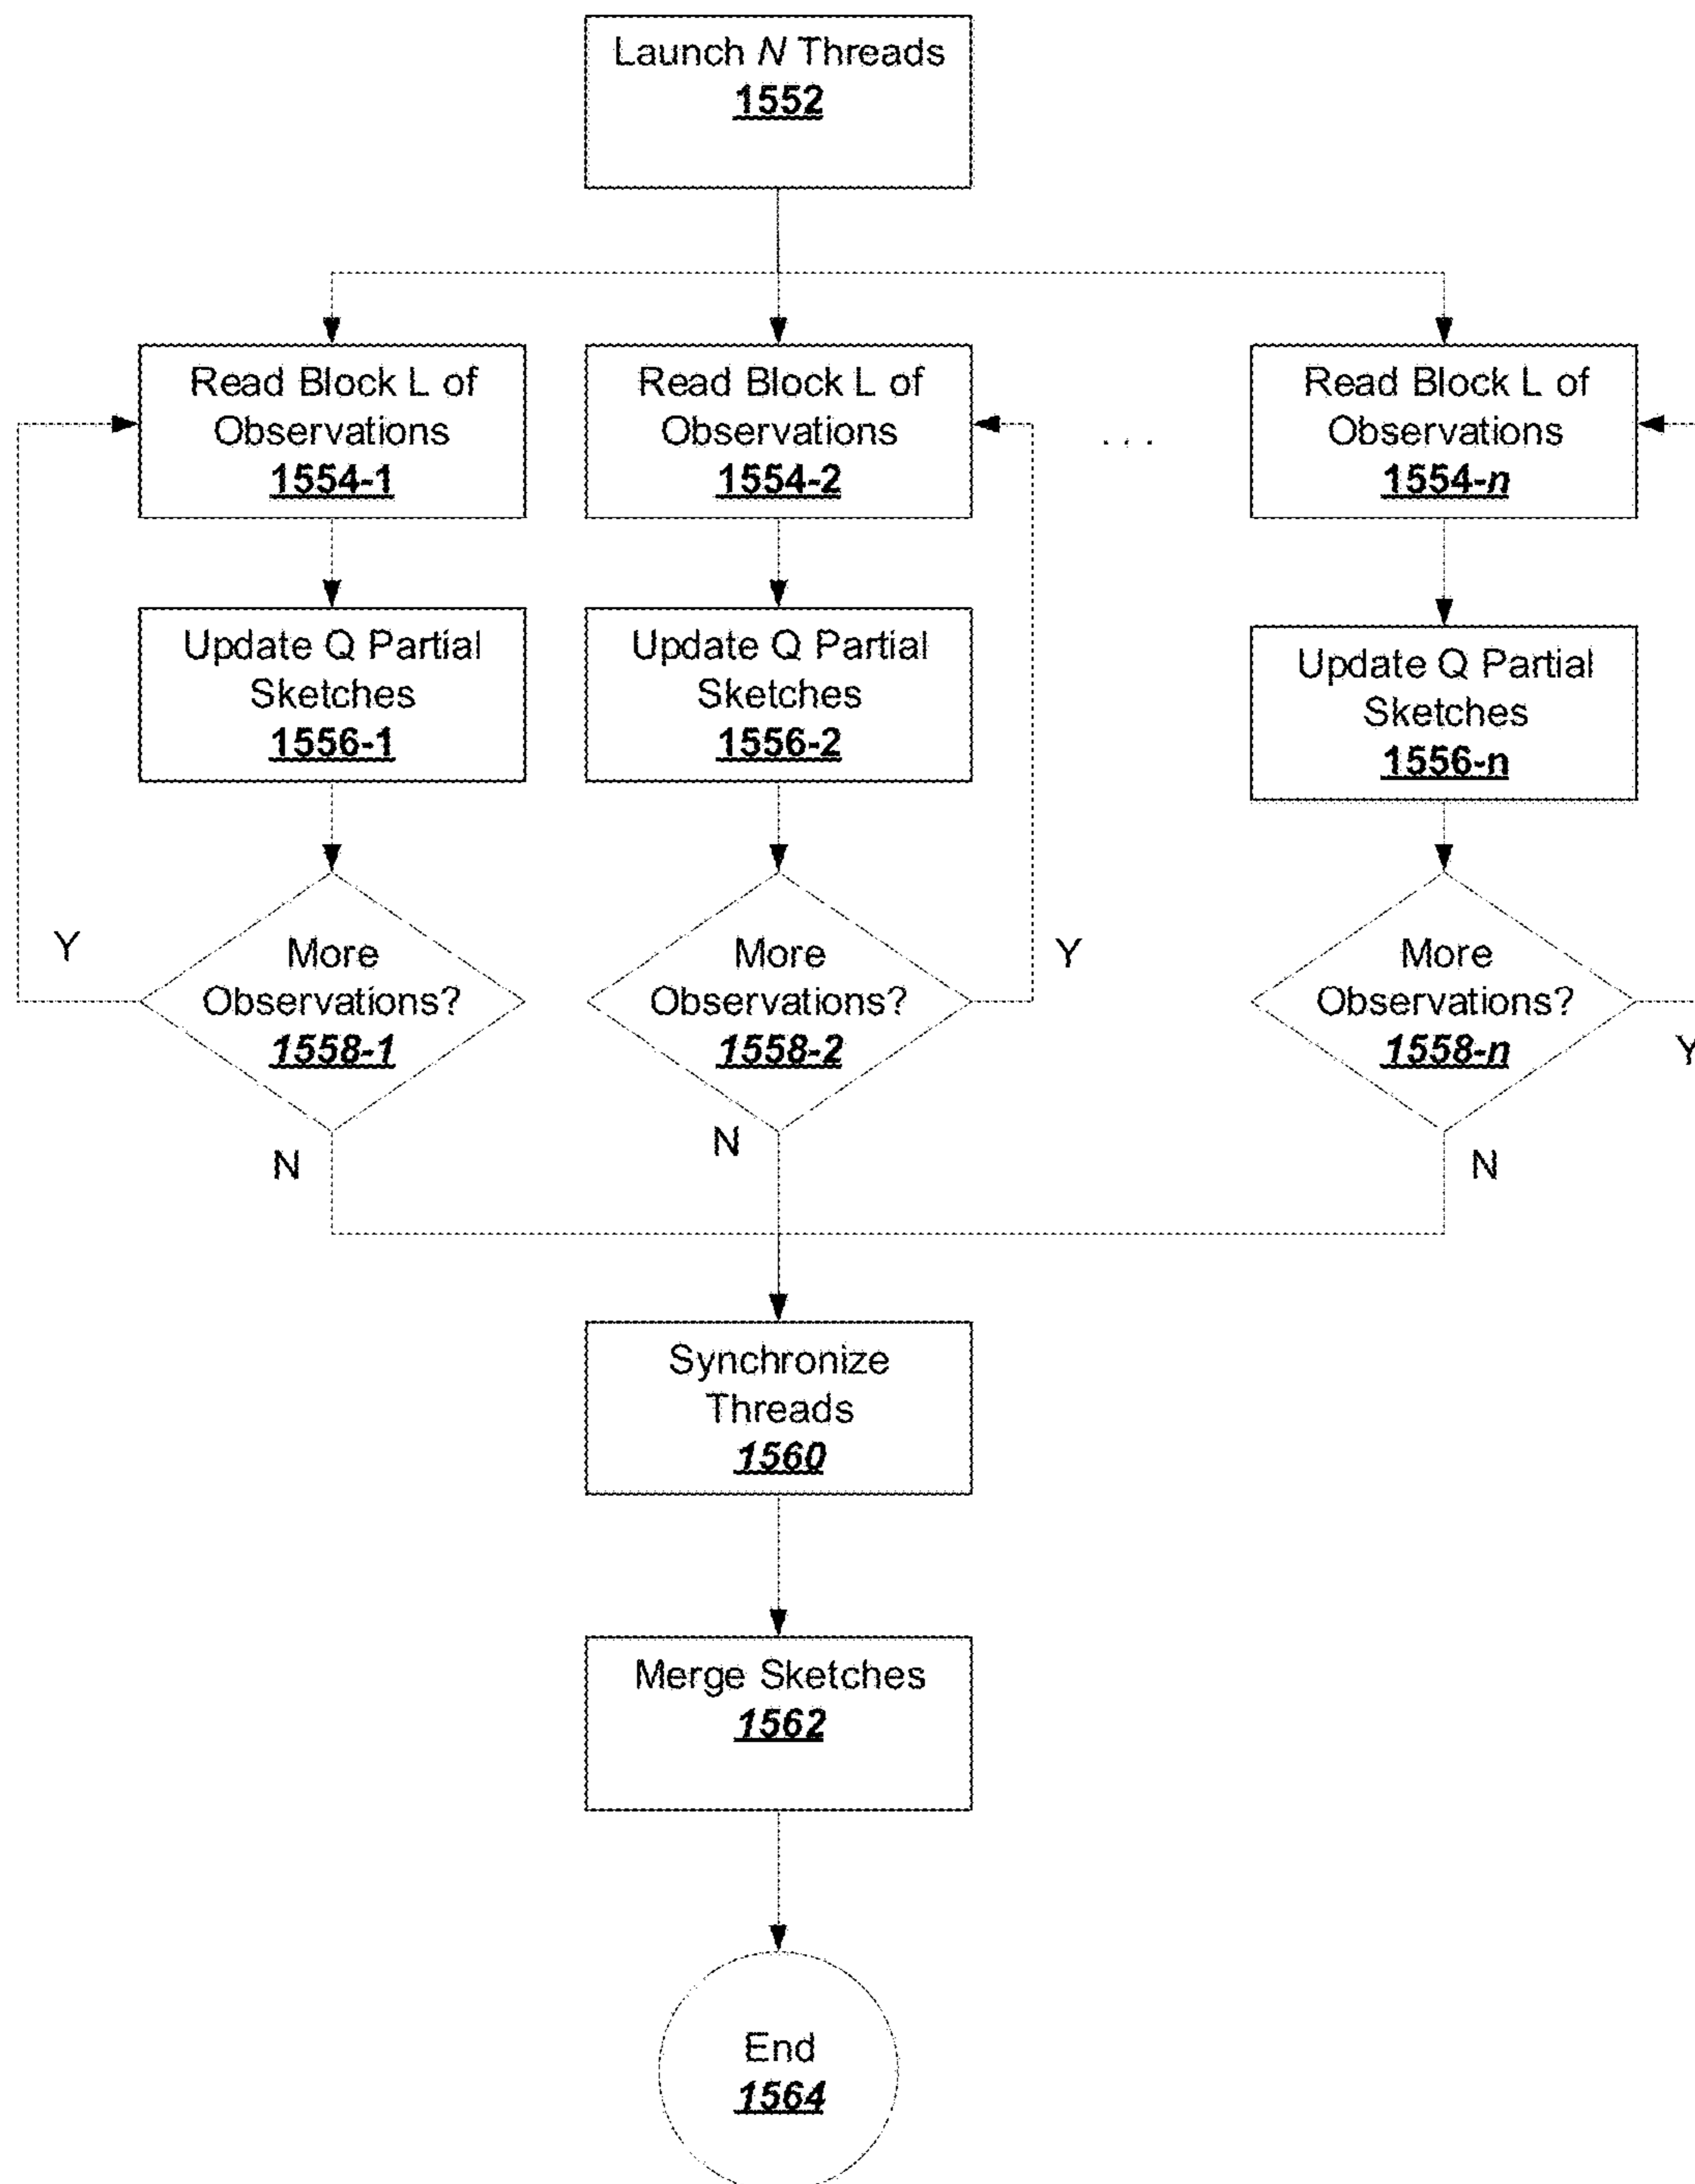 Launch N Threads
1552
Read Block L of
Observations
1554-1
Read Block L of
Observations
1554-2
. . .
Read Block L of
Observations
1554-n
Update Q Partial
Sketches
1556-1
Update Q Partial
Sketches
1556-2
Update Q Partial
Sketches
1556-n
Y
More
Observations?
1558-1
N
More
Observations?
1558-2
Y
N
More
Observations?
1558-n
Y
N
Synchronize
Threads
1560
Merge Sketches
1562
End
1564